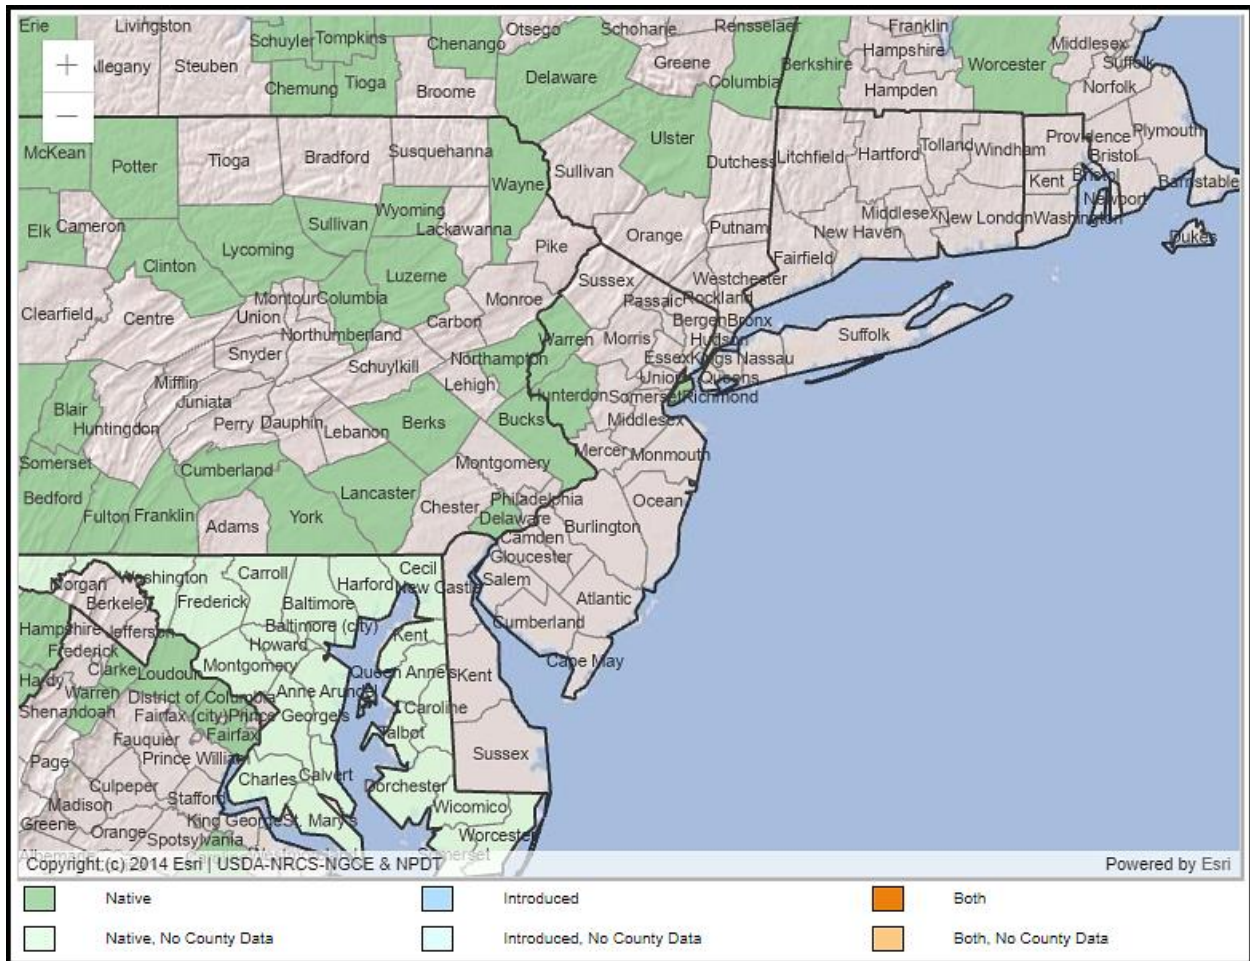 Erie
Livingston
Schuyler
Tompkins
Chenango
Otsego
Schoharie
Rensselaer
Franklin
Middlesex
+
Allegany
Steuben
Chemung
Tioga
Broome
Delaware
Greene
Columbia
Berkshire
Hampshire
Hampden
Worcester
Suffolk
Norfolk
−
McKean
Potter
Tioga
Bradford
Susquehanna
Wayne
Sullivan
Ulster
Dutchess
Litchfield
Hartford
Tolland
Windham
Providence
Plymouth
Bristol
Kent
Bristol
Barnstable
Newport
Elk
Cameron
Clinton
Lycoming
Sullivan
Wyoming
Lackawanna
Pike
Orange
Putnam
Fairfield
New Haven
Middlesex
New London
Washington
Dukes
Luzerne
Sussex
Westchester
Clearfield
Centre
Montour
Columbia
Union
Northumberland
Carbon
Monroe
Passaic
Rockland
Bergen
Bronx
Snyder
Schuylkill
Northampton
Warren
Morris
Hudson
Essex
Kings
Nassau
Suffolk
Mifflin
Lehigh
Union
Queens
Juniata
Hunterdon
Somerset
Richmond
Blair
Huntingdon
Perry
Dauphin
Lebanon
Berks
Bucks
Middlesex
Somerset
Cumberland
Montgomery
Mercer
Monmouth
Bedford
Fulton
Franklin
Adams
York
Lancaster
Chester
Philadelphia
Delaware
Camden
Burlington
Ocean
Gloucester
Morgan
Washington
Carroll
Harford
Cecil
New Castle
Salem
Berkeley
Frederick
Baltimore
Atlantic
Hampshire
Jefferson
Baltimore (city)
Kent
Cumberland
Frederick
Howard
Clarke
Loudoun
Montgomery
Queen Anne's
Kent
Cape May
Hardy
Warren
District of Columbia
Anne Arundel
Shenandoah
Fairfax (city)
Prince George's
Caroline
Fauquier
Fairfax
Talbot
Page
Prince William
Sussex
Culpeper
Charles
Calvert
Dorchester
Madison
Stafford
Wicomico
Greene
Orange
King George
St. Mary's
Spotsylvania
Worcester
Albemarle
Somerset
Copyright:(c) 2014 Esri | USDA-NRCS-NGCE & NPDT
Powered by Esri
Native
Introduced
Both
Native, No County Data
Introduced, No County Data
Both, No County Data